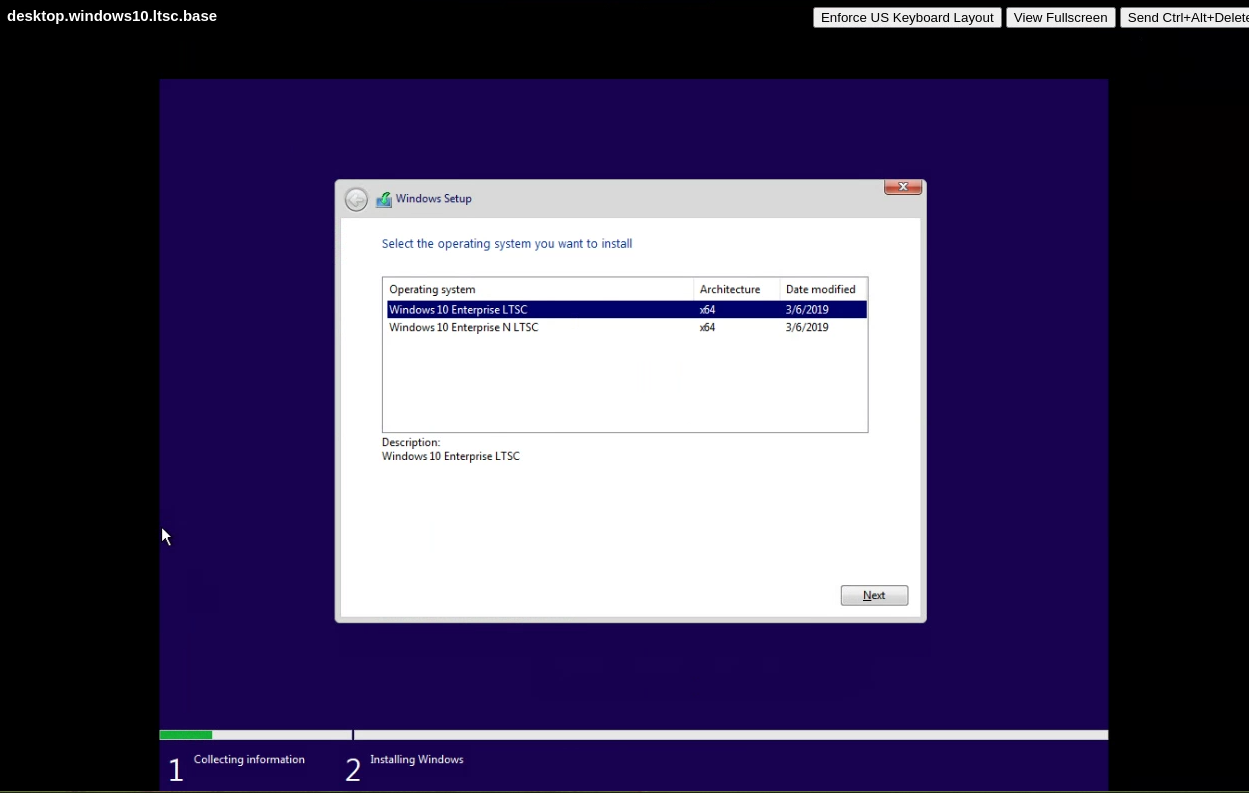 desktop.windows10.ltsc.base
Enforce US Keyboard Layout View Fullscreen Send Ctrl+Alt+Delete
Windows Setup
Select the operating system you want to install
Operating system Architecture Date modified
Windows 10 Enterprise LTSC x64 3/6/2019
Windows 10 Enterprise N LTSC x64 3/6/2019
Description:
Windows 10 Enterprise LTSC
Next
1 Collecting information 2 Installing Windows